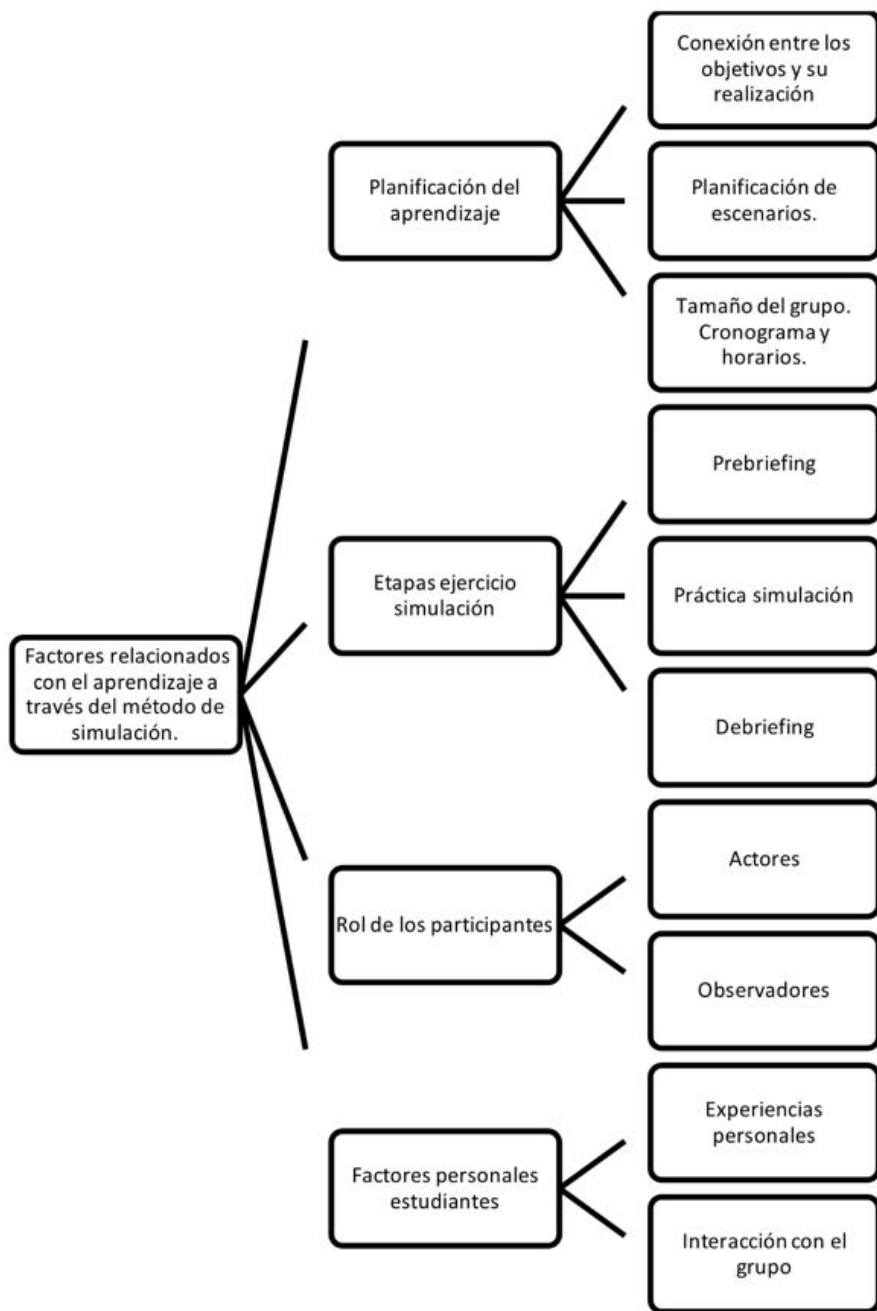 Factores relacionados
con el aprendizaje a
través del método de
simulación.
Planificación del
aprendizaje
Conexión entre los
objetivos y su
realización
Planificación de
escenarios.
Tamaño del grupo.
Cronograma y
horarios.
Etapas ejercicio
simulación
Prebriefing
Práctica simulación
Debriefing
Rol de los participantes
Actores
Observadores
Factores personales
estudiantes
Experiencias
personales
Interacción con el
grupo